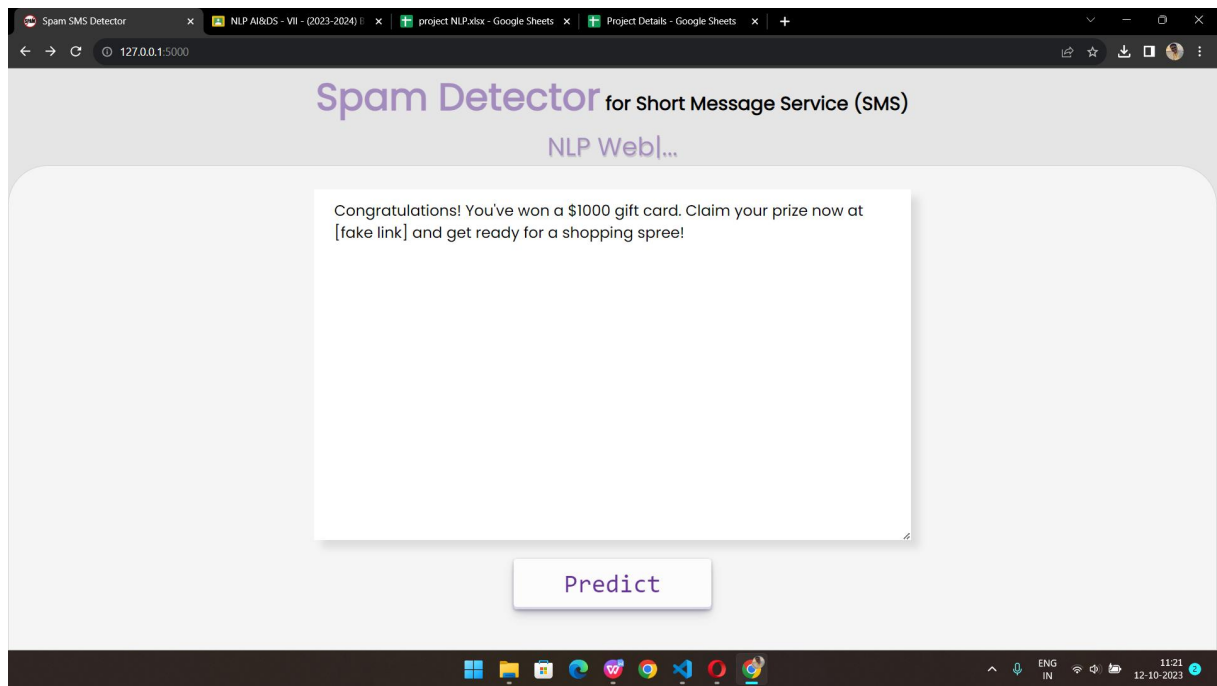 Spam SMS Detector
NLP AI&DS - VII - (2023-2024) B
project NLP.xlsx - Google Sheets
Project Details - Google Sheets
127.0.0.1:5000
Spam Detector for Short Message Service (SMS)
NLP Web|...
Congratulations! You've won a $1000 gift card. Claim your prize now at
[fake link] and get ready for a shopping spree!
Predict
ENG
IN
11:21
12-10-2023
2